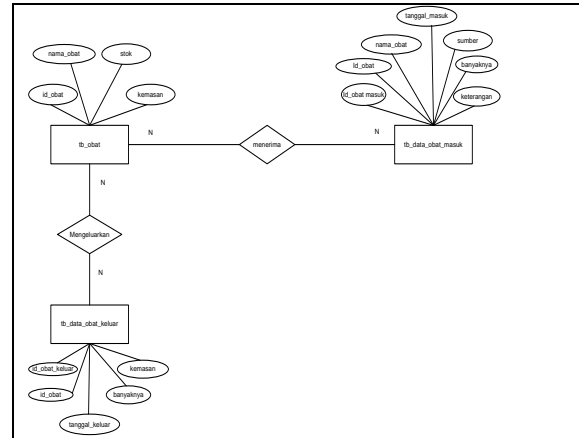 tanggal_masuk
nama_obat
stok
nama_obat
sumber
Id_obat
banyaknya
id_obat
kemasan
Id_obat masuk
keterangan
tb_obat
N
menerima
N
tb_data_obat_masuk
N
Mengeluarkan
N
tb_data_obat_keluar
id_obat_keluar
kemasan
id_obat
banyaknya
tanggal_keluar